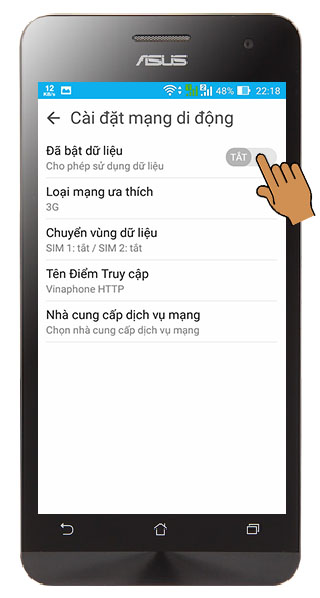 ASUS
12
KB/s
2
48%
22:18
Cài đặt mạng di động
Đã bật dữ liệu
Cho phép sử dụng dữ liệu
TẮT
Loại mạng ưa thích
3G
Chuyển vùng dữ liệu
SIM 1: tắt / SIM 2: tắt
Tên Điểm Truy cập
Vinaphone HTTP
Nhà cung cấp dịch vụ mạng
Chọn nhà cung cấp dịch vụ mạng